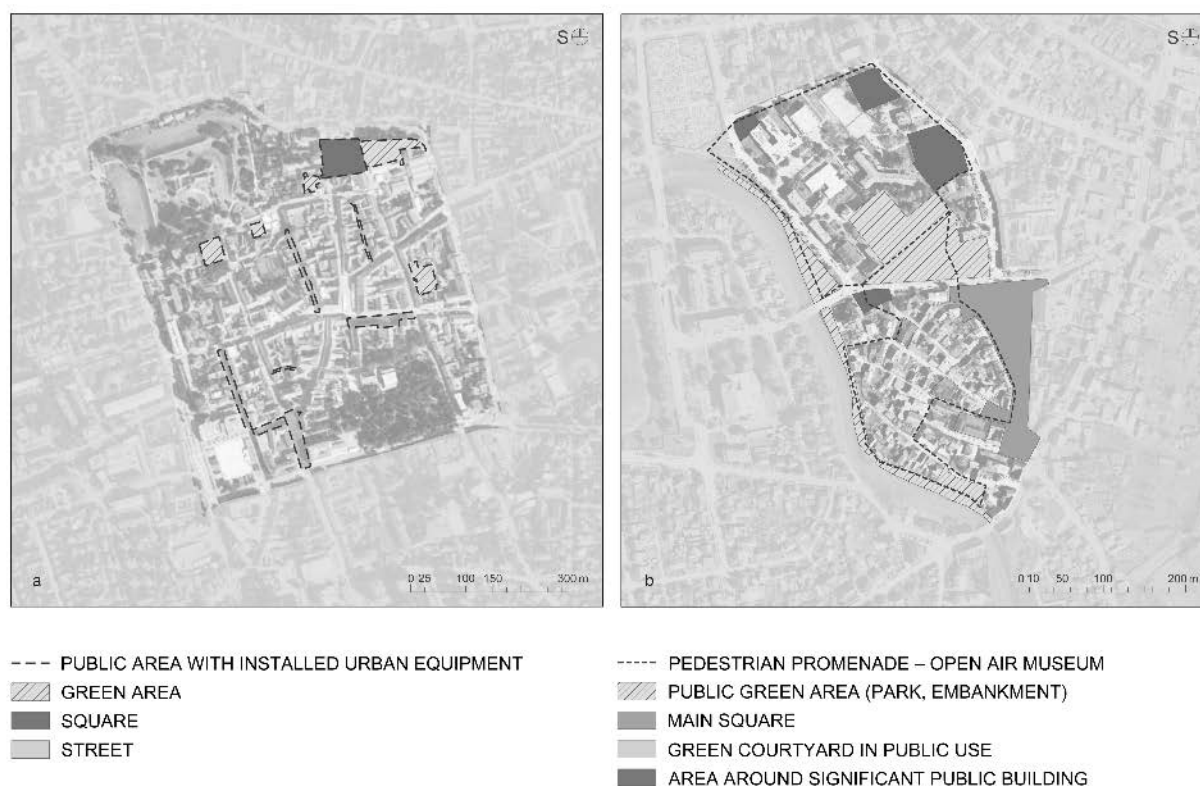 S
a
0 25 100 150 300 m
S
b
0 10 50 100 200 m
PUBLIC AREA WITH INSTALLED URBAN EQUIPMENT
GREEN AREA
SQUARE
STREET
PEDESTRIAN PROMENADE – OPEN AIR MUSEUM
PUBLIC GREEN AREA (PARK, EMBANKMENT)
MAIN SQUARE
GREEN COURTYARD IN PUBLIC USE
AREA AROUND SIGNIFICANT PUBLIC BUILDING